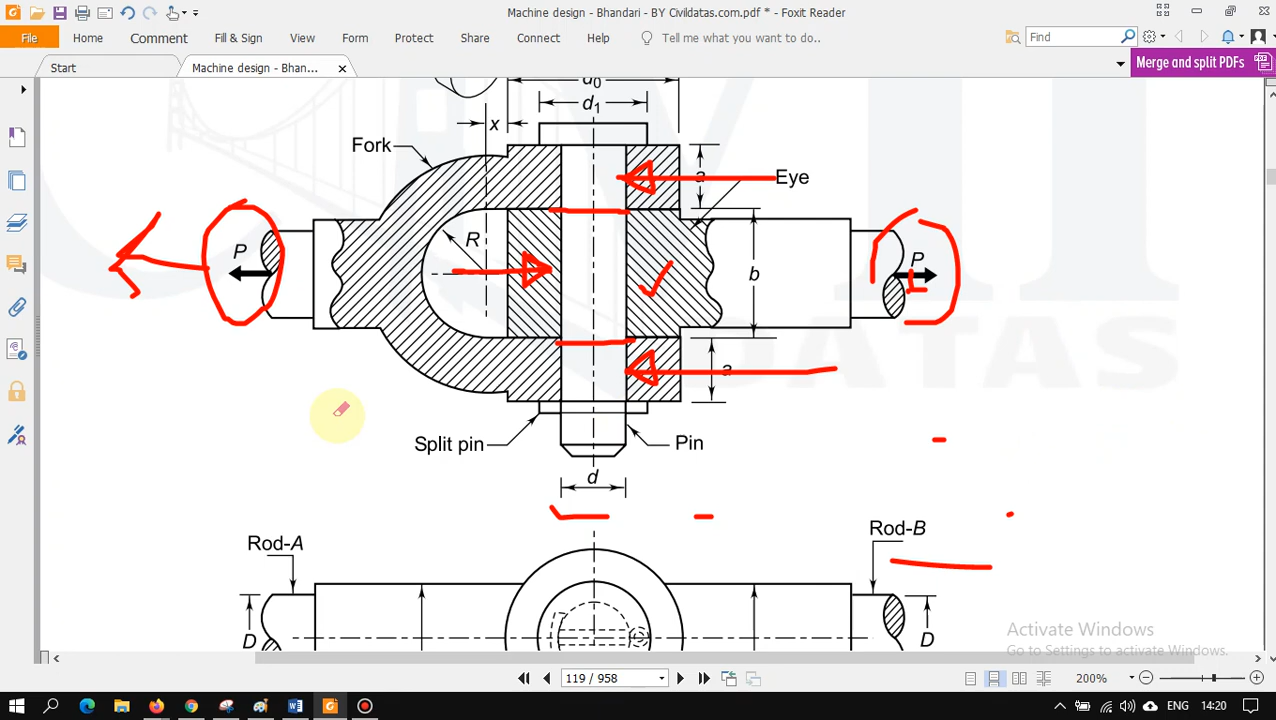 Machine design - Bhandari - BY Civildatas.com.pdf * - Foxit Reader
File Home Comment Fill & Sign View Form Protect Share Connect Help Tell me what you want to do.. Find
Start Machine design - Bhan... Merge and split PDFs
d0
d1
x
Fork
a
Eye
P
R
b
P
a
Split pin
Pin
d
Rod-A
Rod-B
D
D
DATAS
Activate Windows
Go to Settings to activate Windows.
119 / 958 200%
ENG 14:20